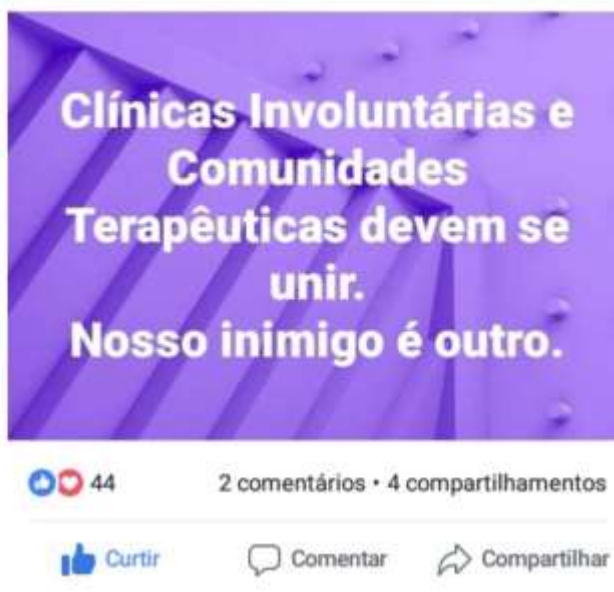 Clínicas Involuntárias e
Comunidades
Terapêuticas devem se
unir.
Nosso inimigo é outro.
44
2 comentários • 4 compartilhamentos
Curtir
Comentar
Compartilhar